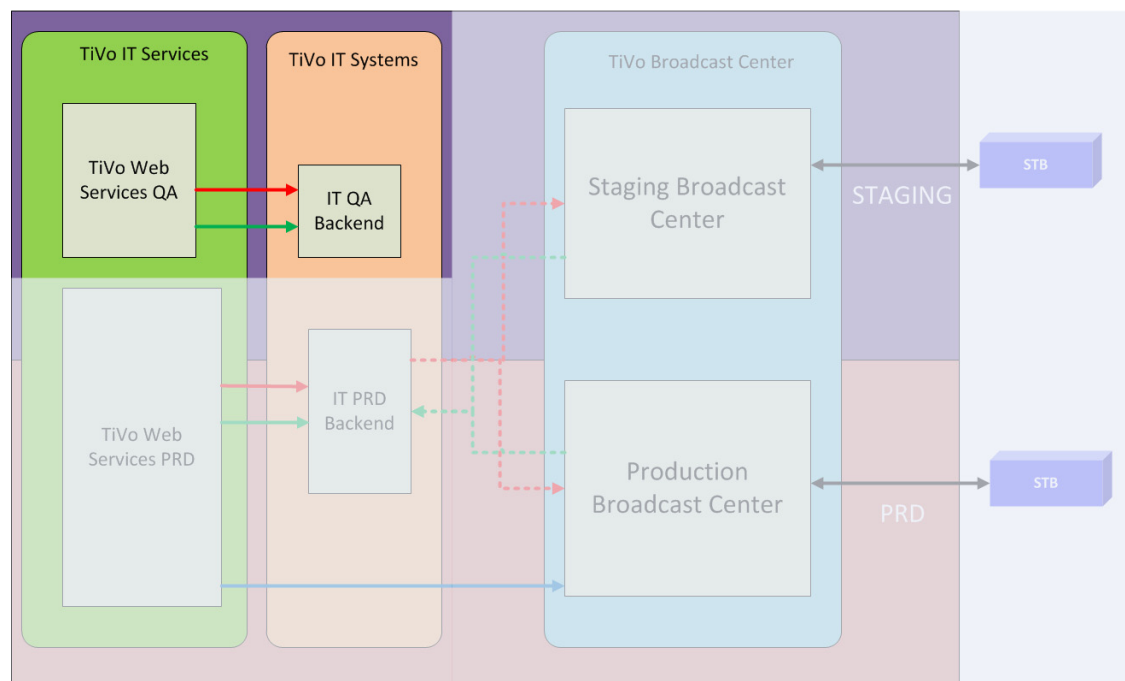 TiVo IT Services
TiVo IT Systems
TiVo Broadcast Center
TiVo Web
Services QA
IT QA
Backend
Staging Broadcast
Center
STAGING
STB
TiVo Web
Services PRD
IT PRD
Backend
Production
Broadcast Center
PRD
STB